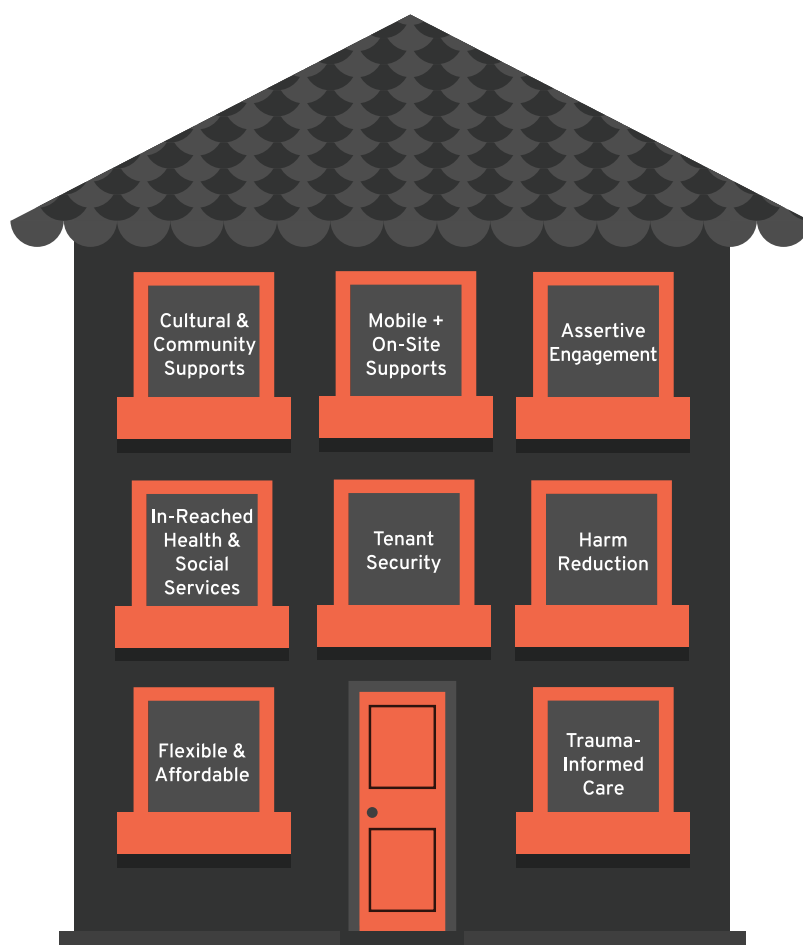 Cultural &
Community
Supports
Mobile +
On-Site
Supports
Assertive
Engagement
In-Reached
Health &
Social
Services
Tenant
Security
Harm
Reduction
Flexible &
Affordable
Trauma-
Informed
Care